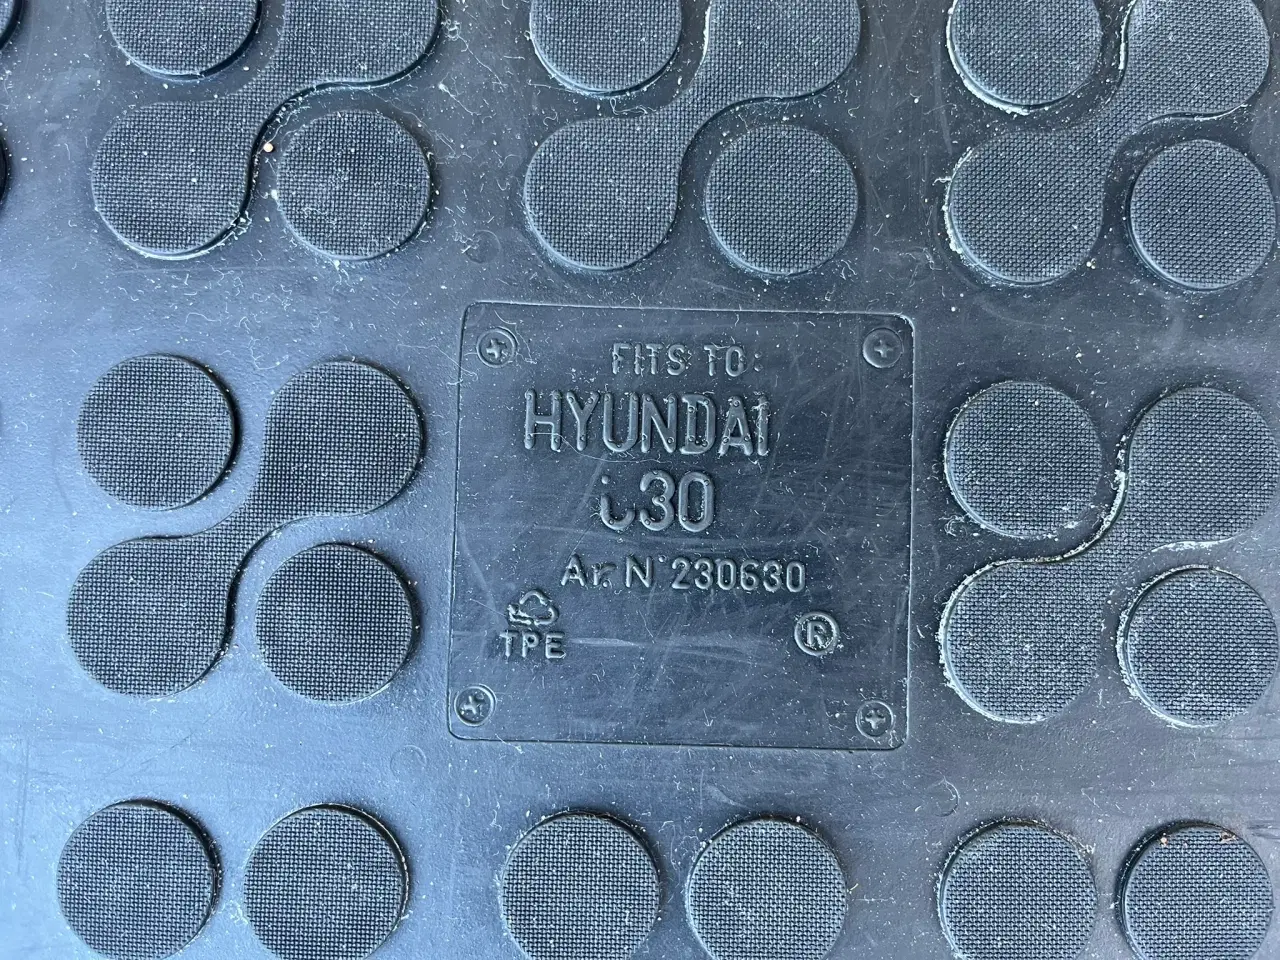 FITS TO:
HYUNDAI
i30
Ar. N° 230630
TPE
®